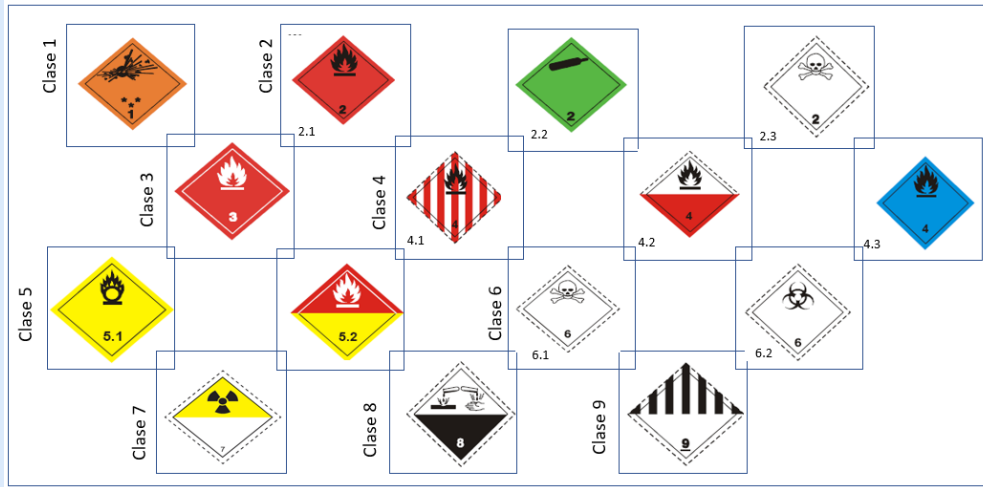 Clase 1
1
Clase 2
---
2
2.1
2
2.2
2
2.3
Clase 3
3
Clase 4
4
4.1
4
4.2
4
4.3
Clase 5
5.1
5.2
Clase 6
6
6.1
6
6.2
Clase 7
7
Clase 8
8
Clase 9
9